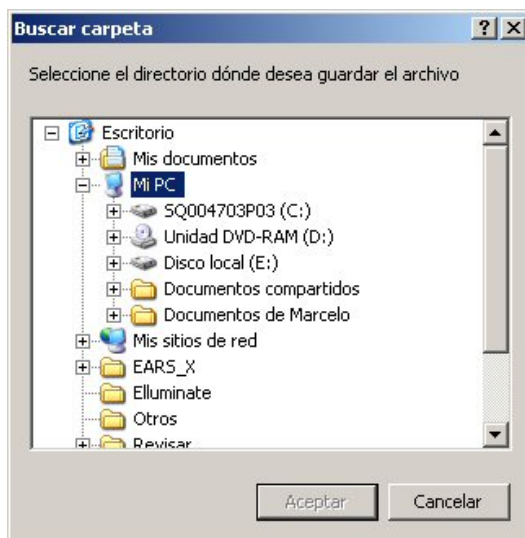 Buscar carpeta
Seleccione el directorio dónde desea guardar el archivo
Escritorio
Mis documentos
Mi PC
SQ004703P03 (C:)
Unidad DVD-RAM (D:)
Disco local (E:)
Documentos compartidos
Documentos de Marcelo
Mis sitios de red
EARS_X
Elluminate
Otros
Revisar
Aceptar Cancelar